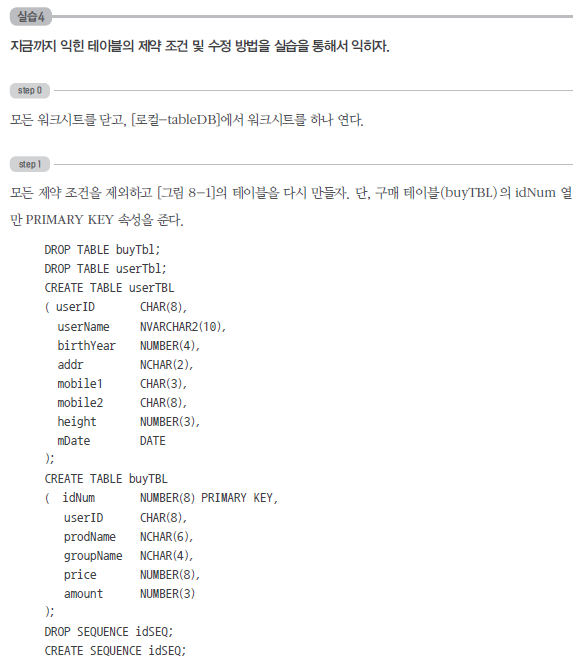 실습4
지금까지 익힌 테이블의 제약 조건 및 수정 방법을 실습을 통해서 익히자.
step 0
모든 워크시트를 닫고, [로컬-tableDB]에서 워크시트를 하나 연다.
step 1
모든 제약 조건을 제외하고 [그림 8-1]의 테이블을 다시 만들자. 단, 구매 테이블(buyTBL)의 idNum 열
만 PRIMARY KEY 속성을 준다.
DROP TABLE buyTbl;
DROP TABLE userTbl;
CREATE TABLE userTBL
( userID CHAR(8),
userName NVARCHAR2(10),
birthYear NUMBER(4),
addr NCHAR(2),
mobile1 CHAR(3),
mobile2 CHAR(8),
height NUMBER(3),
mDate DATE
);
CREATE TABLE buyTBL
( idNum NUMBER(8) PRIMARY KEY,
userID CHAR(8),
prodName NCHAR(6),
groupName NCHAR(4),
price NUMBER(8),
amount NUMBER(3)
);
DROP SEQUENCE idSEQ;
CREATE SEQUENCE idSEQ;